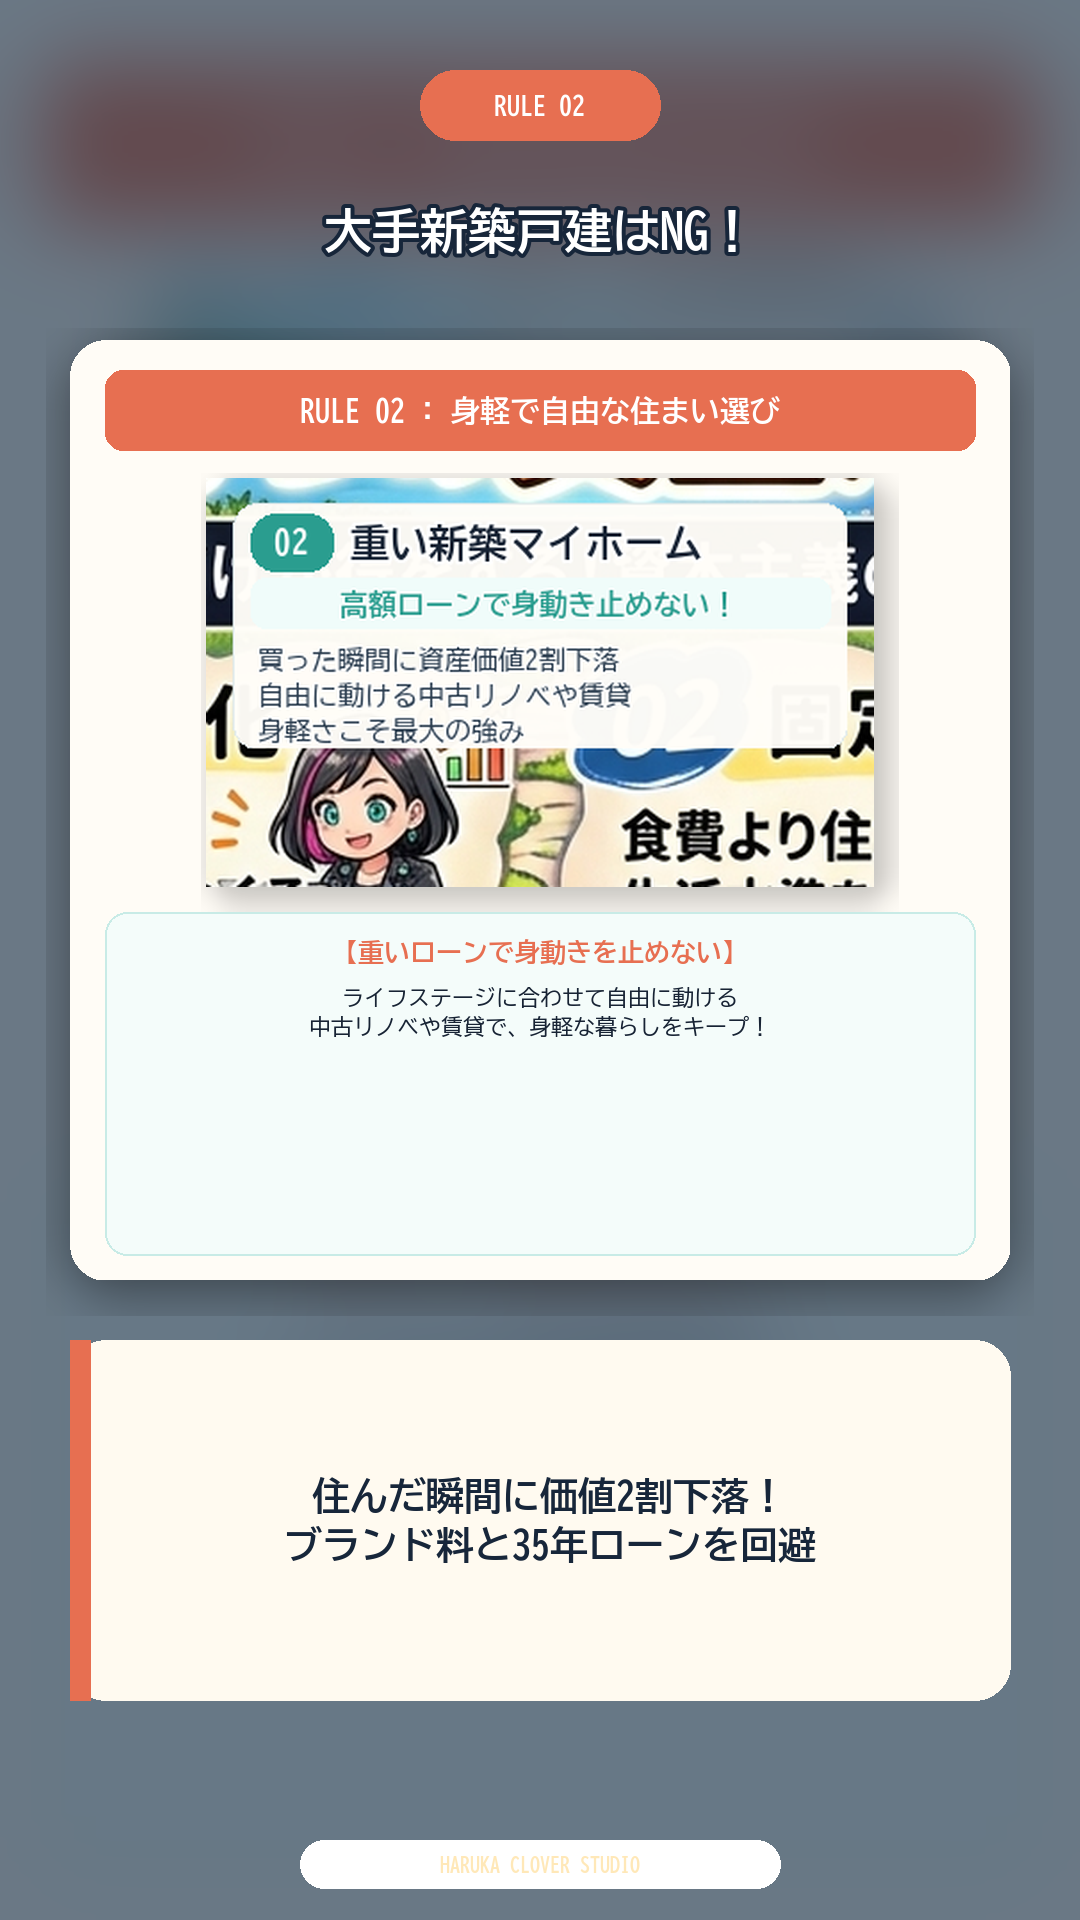 RULE 02
大手新築戸建はNG！
RULE 02 : 身軽で自由な住まい選び
02 重い新築マイホーム
高額ローンで身動き止めない！
買った瞬間に資産価値2割下落
自由に動ける中古リノベや賃貸
身軽さこそ最大の強み
02
食費より住
【重いローンで身動きを止めない】
ライフステージに合わせて自由に動ける
中古リノベや賃貸で、身軽な暮らしをキープ！
住んだ瞬間に価値2割下落！
ブランド料と35年ローンを回避
HARUKA CLOVER STUDIO